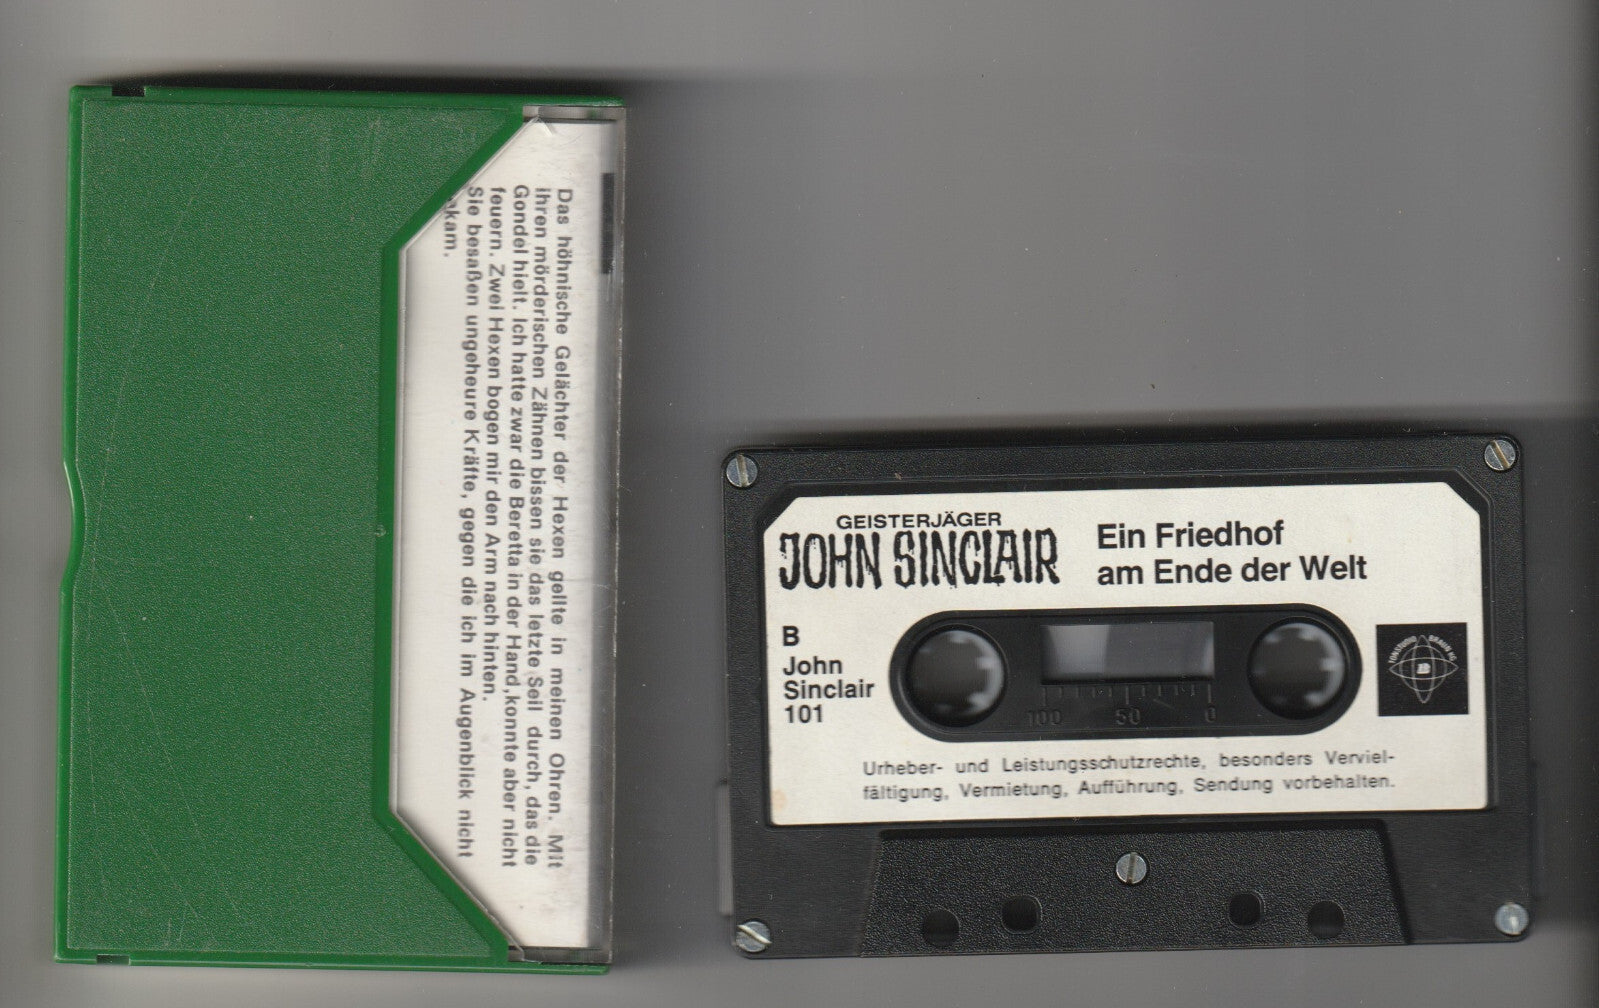 Das höhnische Gelächter der Hexen gellte in meinen Ohren. Mit
ihren mörderischen Zähnen bissen sie das letzte Seil durch, das die
Gondel hielt. Ich hatte zwar die Beretta in der Hand,konnte aber nicht
feuern. Zwei Hexen bogen mir den Arm nach hinten.
Sie besaßen ungeheure Kräfte, gegen die ich im Augenblick nicht
GEISTERJÄGER
JOHN SINCLAIR
Ein Friedhof
am Ende der Welt
B
John
Sinclair
101
100 50 0
TONSTUDIO BRAUN KG
B
Urheber- und Leistungsschutzrechte, besonders Verviel-
fältigung, Vermietung, Aufführung, Sendung vorbehalten.